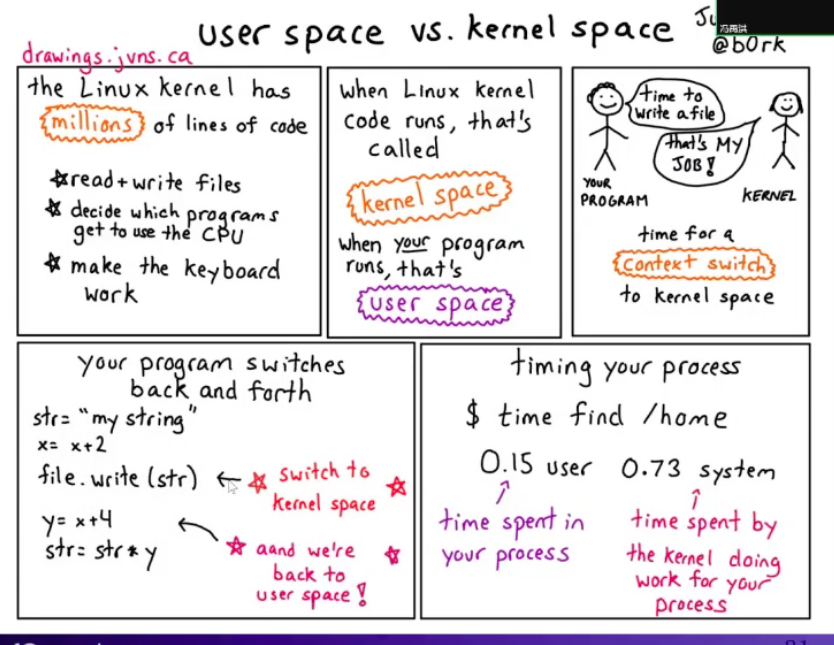 user space vs. kernel space
drawings.jvns.ca
@b0rk
the Linux kernel has
millions of lines of code
☆ read+write files
☆ decide which programs
get to use the CPU
☆ make the keyboard
work
when Linux kernel
code runs, that's
called
kernel space
when your program
runs, that's
user space
time to
write a file
that's MY
JOB!
YOUR
PROGRAM
KERNEL
time for a
context switch
to kernel space
your program switches
back and forth
str= "my string"
x= x+2
file.write(str) ← ☆ switch to ☆
kernel space
y= x+4
str= str*y
☆ aand we're ☆
back to
user space!
timing your process
$ time find /home
0.15 user 0.73 system
time spent in
your process
time spent by
the kernel doing
work for your
process